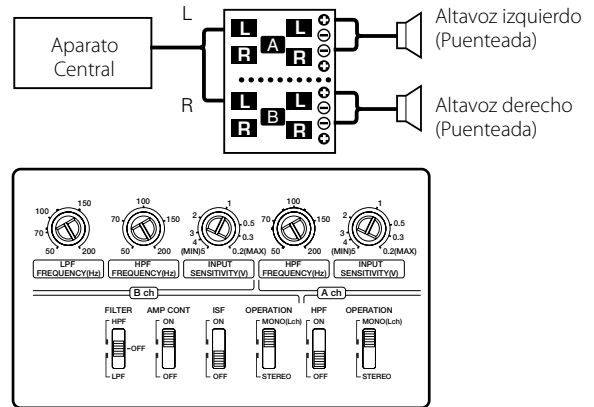 L
Aparato
Central
R
L L
R A R
L L
R B R
Altavoz izquierdo
(Puenteada)
Altavoz derecho
(Puenteada)
50 70 100 150 200
LPF
FREQUENCY(Hz)
50 70 100 150 200
HPF
FREQUENCY(Hz)
(MIN)5 4 3 2 1 0.5 0.3 0.2(MAX)
INPUT
SENSITIVITY(V)
50 70 100 150 200
HPF
FREQUENCY(Hz)
(MIN)5 4 3 2 1 0.5 0.3 0.2(MAX)
INPUT
SENSITIVITY(V)
B ch
A ch
FILTER
HPF
OFF
LPF
AMP CONT
ON
OFF
ISF
ON
OFF
OPERATION
MONO(Lch)
STEREO
HPF
ON
OFF
OPERATION
MONO(Lch)
STEREO